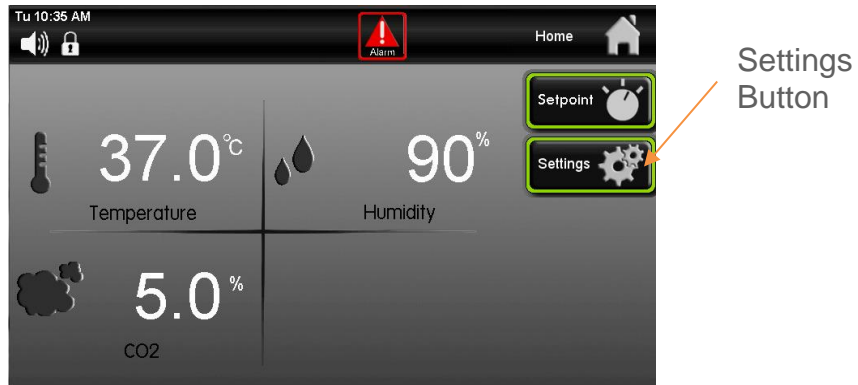 Tu 10:35 AM
Alarm
Home
Setpoint
Settings
37.0°C
Temperature
90%
Humidity
5.0%
CO2
Settings
Button